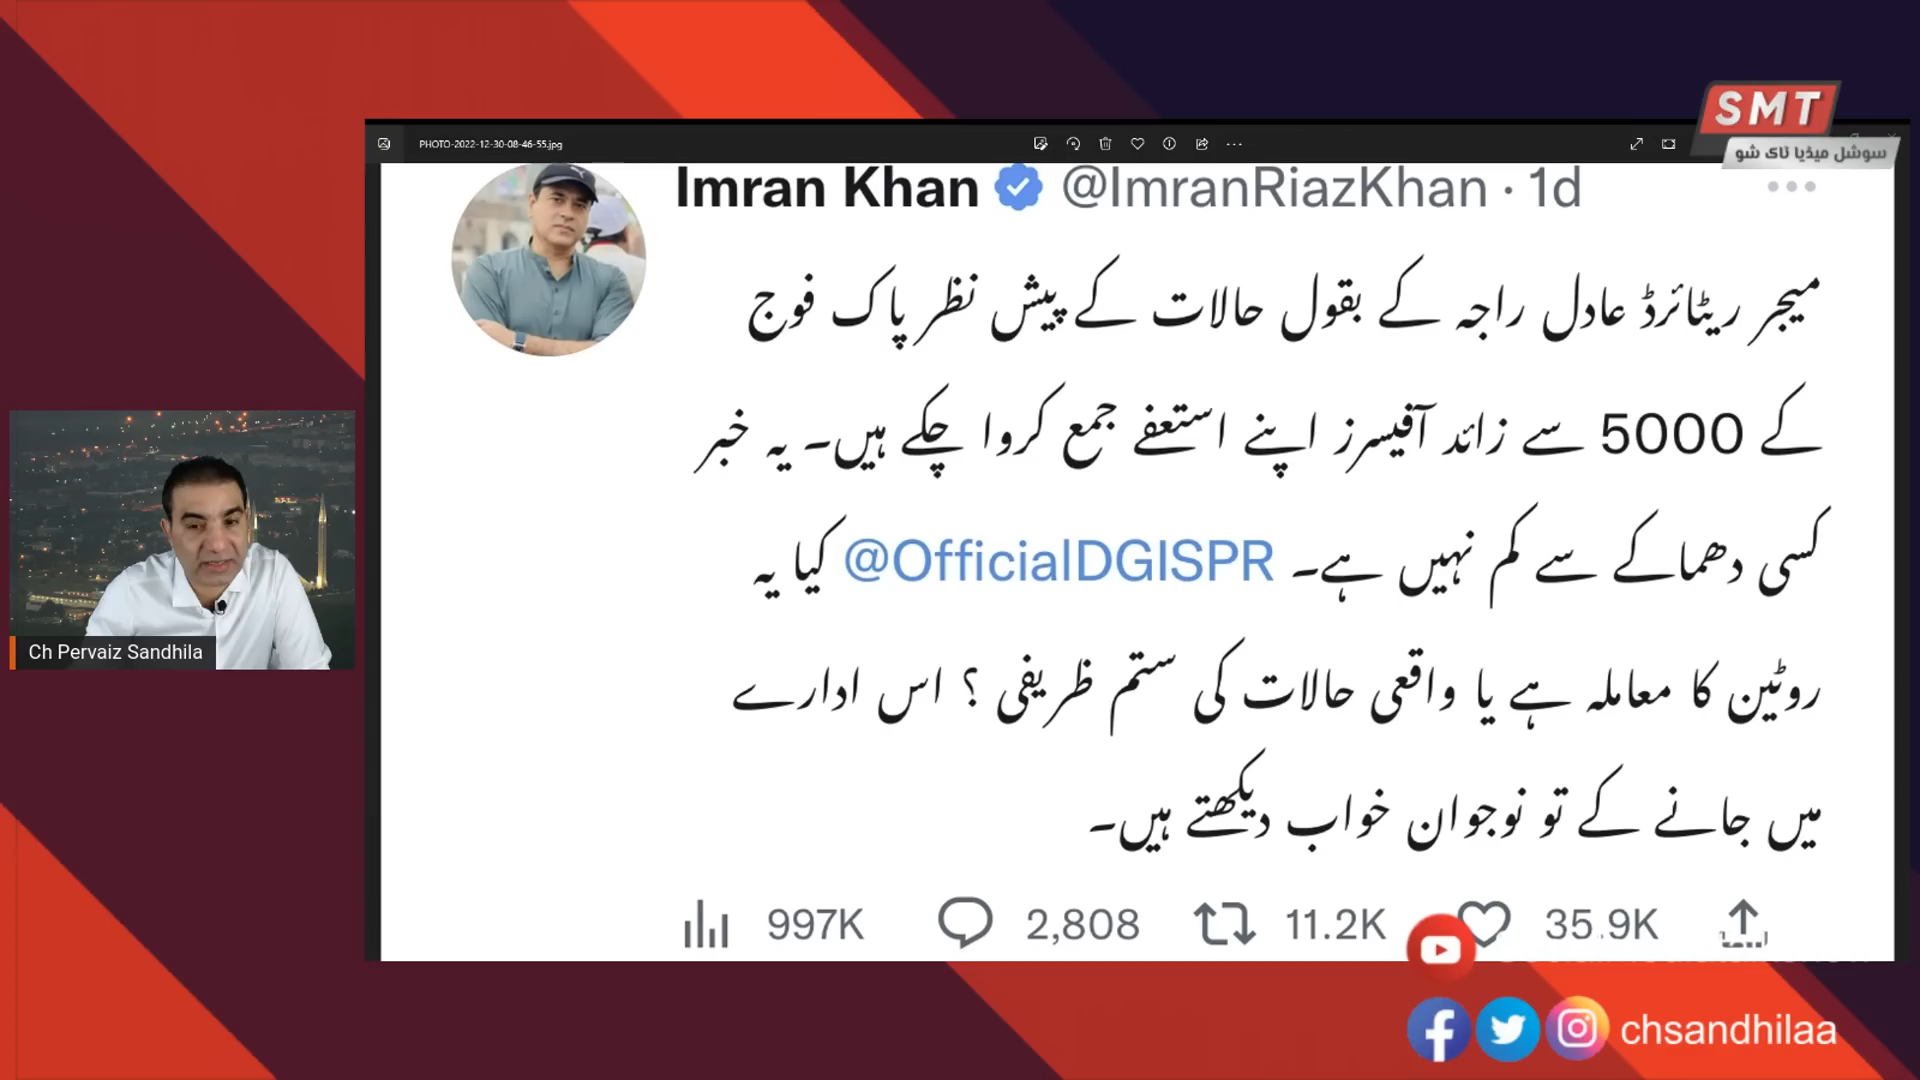 SMT
سوشل میڈیا ٹاک شو
PHOTO-2022-12-30-08-46-55.jpg
Imran Khan @ImranRiazKhan · 1d
میجر ریٹائرڈ عادل راجہ کے بقول حالات کے پیش نظر پاک فوج
کے 5000 سے زائد آفیسرز اپنے استعفے جمع کروا چکے ہیں۔ یہ خبر
کسی دھماکے سے کم نہیں ہے۔ @OfficialDGISPR کیا یہ
روٹین کا معاملہ ہے یا واقعی حالات کی ستم ظریفی ؟ اس ادارے
میں جانے کے تو نوجوان خواب دیکھتے ہیں۔
997K 2,808 11.2K 35.9K
Ch Pervaiz Sandhila
chsandhilaa